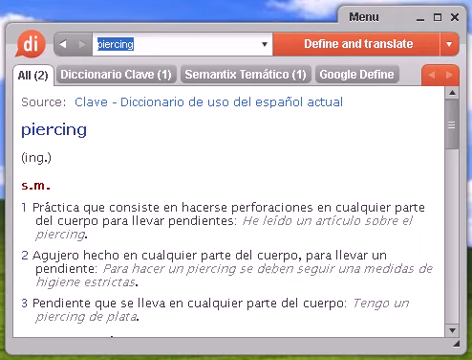 Menu
di
piercing
Define and translate
All (2)
Diccionario Clave (1)
Semantix Temático (1)
Google Define
Source: Clave - Diccionario de uso del español actual
piercing
(ing.)
s.m.
1 Práctica que consiste en hacerse perforaciones en cualquier parte
del cuerpo para llevar pendientes: He leído un artículo sobre el
piercing.
2 Agujero hecho en cualquier parte del cuerpo, para llevar un
pendiente: Para hacer un piercing se deben seguir una medidas de
higiene estrictas.
3 Pendiente que se lleva en cualquier parte del cuerpo: Tengo un
piercing de plata.